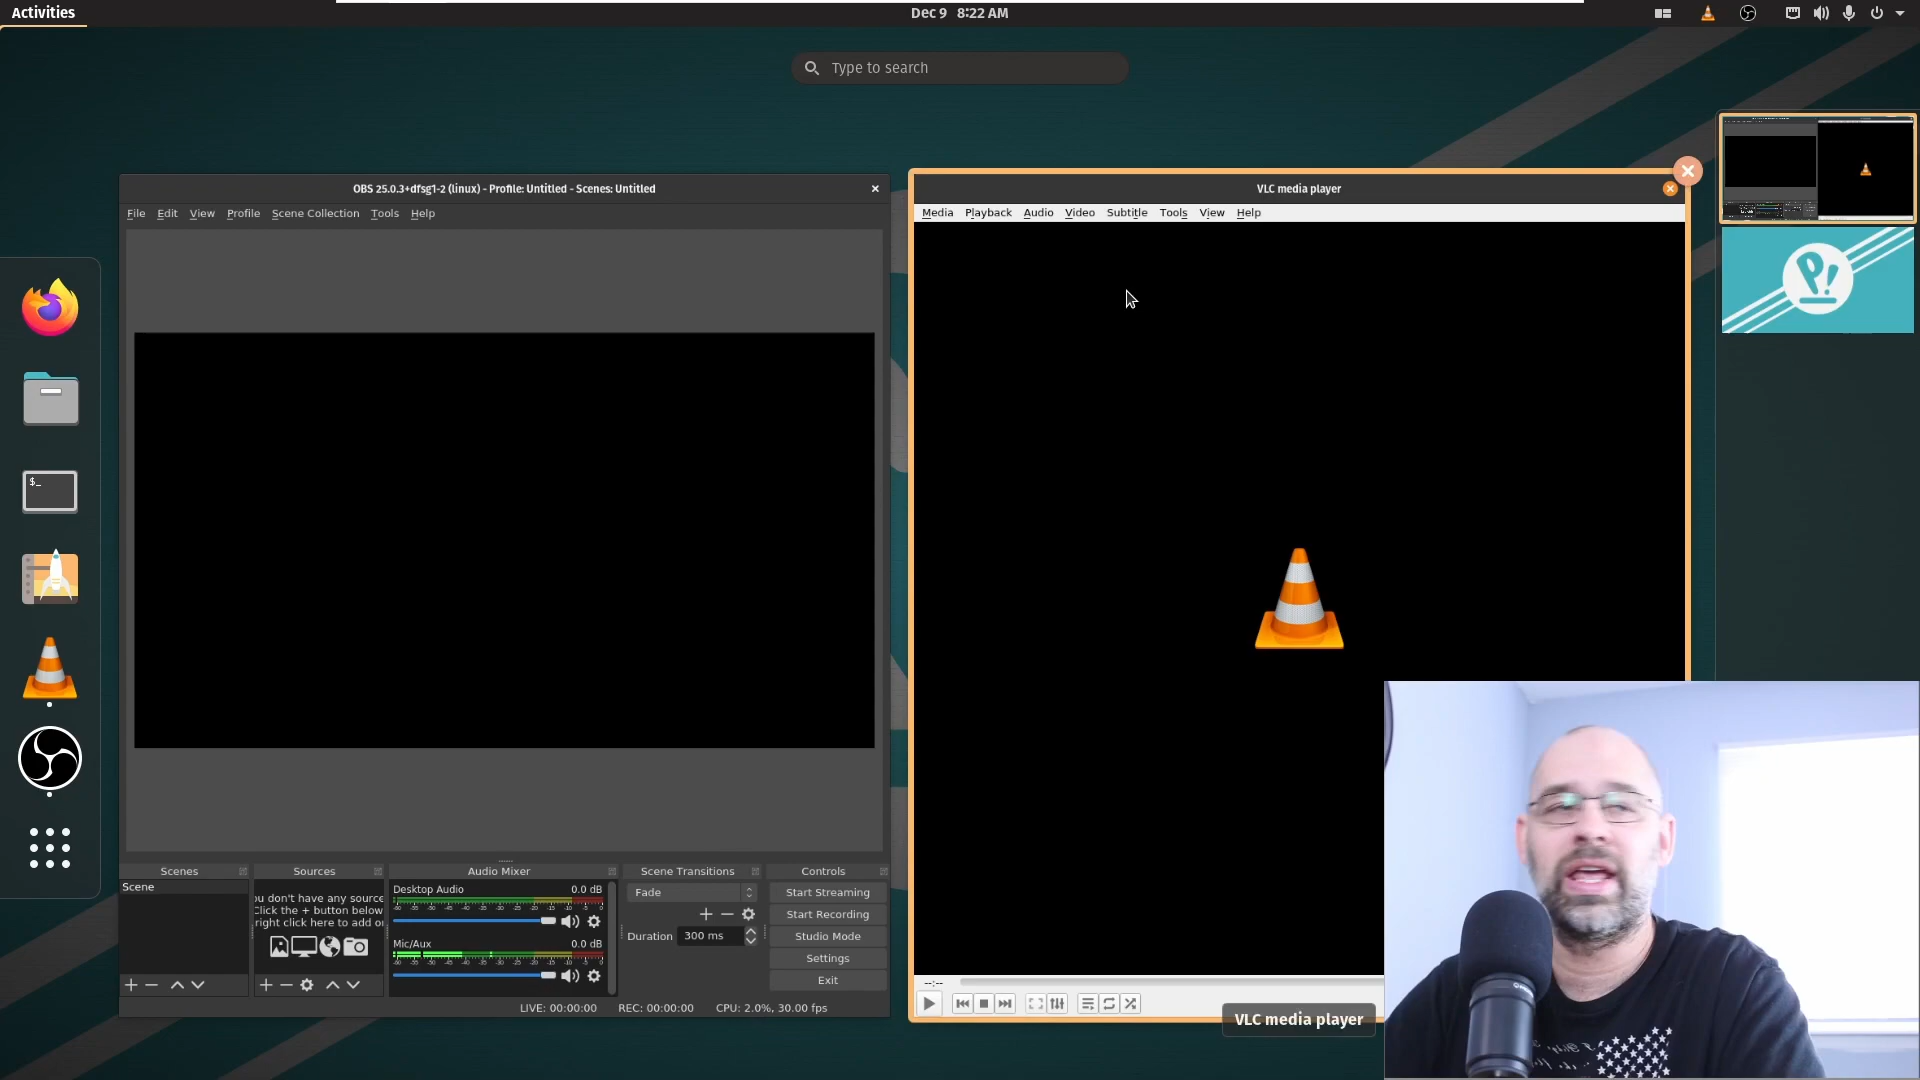 Activities
Dec 9 8:22 AM
Type to search
OBS 25.0.3+dfsg1-2 (linux) - Profile: Untitled - Scenes: Untitled
File Edit View Profile Scene Collection Tools Help
VLC media player
Media Playback Audio Video Subtitle Tools View Help
$_
P!
Scenes
Scene
Sources
ou don't have any source
Click the + button below
right click here to add o
Audio Mixer
Desktop Audio 0.0 dB
Mic/Aux 0.0 dB
Scene Transitions
Fade
Duration 300 ms
Controls
Start Streaming
Start Recording
Studio Mode
Settings
Exit
LIVE: 00:00:00 REC: 00:00:00 CPU: 2.0%, 30.00 fps
--:--
VLC media player